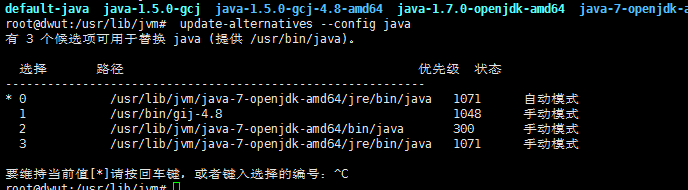 default-java java-1.5.0-gcj java-1.5.0-gcj-4.8-amd64 java-1.7.0-openjdk-amd64 java-7-openjdk-a
root@dwut:/usr/lib/jvm# update-alternatives --config java
有 3 个候选项可用于替换 java (提供 /usr/bin/java)。
选择 路径 优先级 状态
------------------------------------------------------------
* 0 /usr/lib/jvm/java-7-openjdk-amd64/jre/bin/java 1071 自动模式
1 /usr/bin/gij-4.8 1048 手动模式
2 /usr/lib/jvm/java-7-openjdk-amd64/bin/java 300 手动模式
3 /usr/lib/jvm/java-7-openjdk-amd64/jre/bin/java 1071 手动模式
要维持当前值[*]请按回车键，或者键入选择的编号：^C
root@dwut:/usr/lib/jvm#